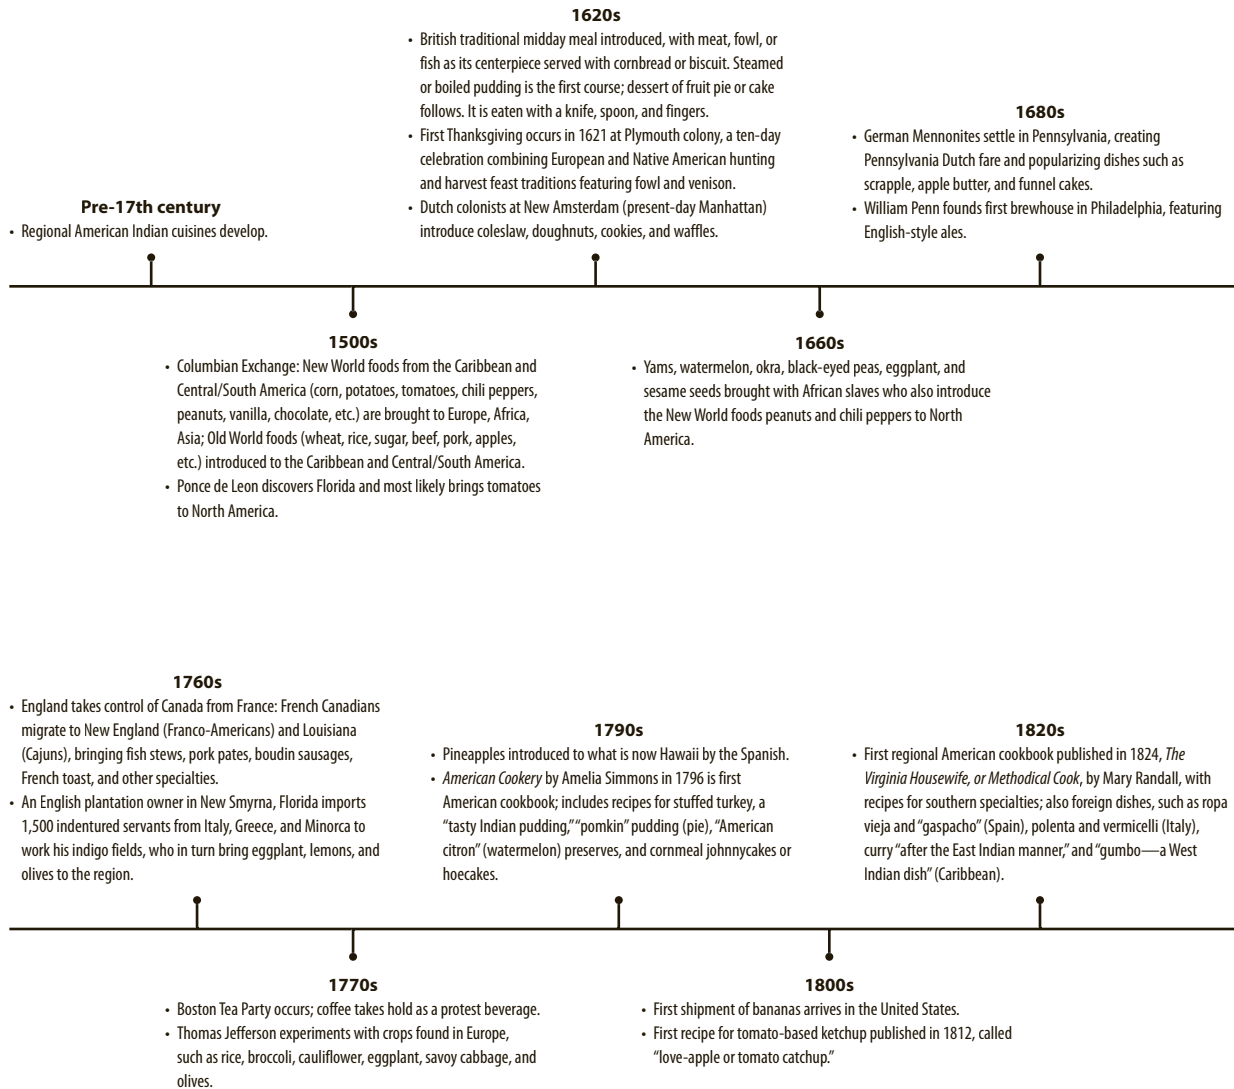 Pre-17th century
• Regional American Indian cuisines develop.
1500s
• Columbian Exchange: New World foods from the Caribbean and
Central/South America (corn, potatoes, tomatoes, chili peppers,
peanuts, vanilla, chocolate, etc.) are brought to Europe, Africa,
Asia; Old World foods (wheat, rice, sugar, beef, pork, apples,
etc.) introduced to the Caribbean and Central/South America.
• Ponce de Leon discovers Florida and most likely brings tomatoes
to North America.
1620s
• British traditional midday meal introduced, with meat, fowl, or
fish as its centerpiece served with cornbread or biscuit. Steamed
or boiled pudding is the first course; dessert of fruit pie or cake
follows. It is eaten with a knife, spoon, and fingers.
• First Thanksgiving occurs in 1621 at Plymouth colony, a ten-day
celebration combining European and Native American hunting
and harvest feast traditions featuring fowl and venison.
• Dutch colonists at New Amsterdam (present-day Manhattan)
introduce coleslaw, doughnuts, cookies, and waffles.
1660s
• Yams, watermelon, okra, black-eyed peas, eggplant, and
sesame seeds brought with African slaves who also introduce
the New World foods peanuts and chili peppers to North
America.
1680s
• German Mennonites settle in Pennsylvania, creating
Pennsylvania Dutch fare and popularizing dishes such as
scrapple, apple butter, and funnel cakes.
• William Penn founds first brewhouse in Philadelphia, featuring
English-style ales.
1760s
• England takes control of Canada from France: French Canadians
migrate to New England (Franco-Americans) and Louisiana
(Cajuns), bringing fish stews, pork pates, boudin sausages,
French toast, and other specialties.
• An English plantation owner in New Smyrna, Florida imports
1,500 indentured servants from Italy, Greece, and Minorca to
work his indigo fields, who in turn bring eggplant, lemons, and
olives to the region.
1770s
• Boston Tea Party occurs; coffee takes hold as a protest beverage.
• Thomas Jefferson experiments with crops found in Europe,
such as rice, broccoli, cauliflower, eggplant, savoy cabbage, and
olives.
1790s
• Pineapples introduced to what is now Hawaii by the Spanish.
• American Cookery by Amelia Simmons in 1796 is first
American cookbook; includes recipes for stuffed turkey, a
“tasty Indian pudding,” “pomkin” pudding (pie), “American
citron” (watermelon) preserves, and cornmeal johnnycakes or
hoecakes.
1800s
• First shipment of bananas arrives in the United States.
• First recipe for tomato-based ketchup published in 1812, called
“love-apple or tomato catchup.”
1820s
• First regional American cookbook published in 1824, The
Virginia Housewife, or Methodical Cook, by Mary Randall, with
recipes for southern specialties; also foreign dishes, such as ropa
vieja and “gaspacho” (Spain), polenta and vermicelli (Italy),
curry “after the East Indian manner,” and “gumbo—a West
Indian dish” (Caribbean).